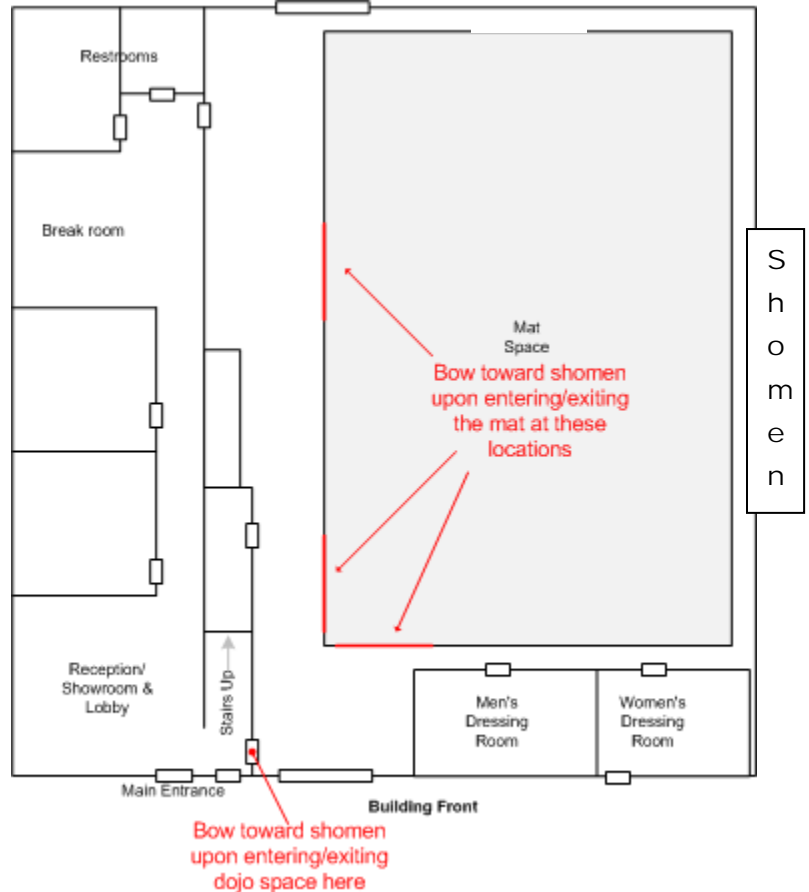 Restrooms
Break room
Mat
Space
Bow toward shomen
upon entering/exiting
the mat at these
locations
S
h
o
m
e
n
Reception/
Showroom &
Lobby
Stairs Up
Men's
Dressing
Room
Women's
Dressing
Room
Main Entrance
Building Front
Bow toward shomen
upon entering/exiting
dojo space here